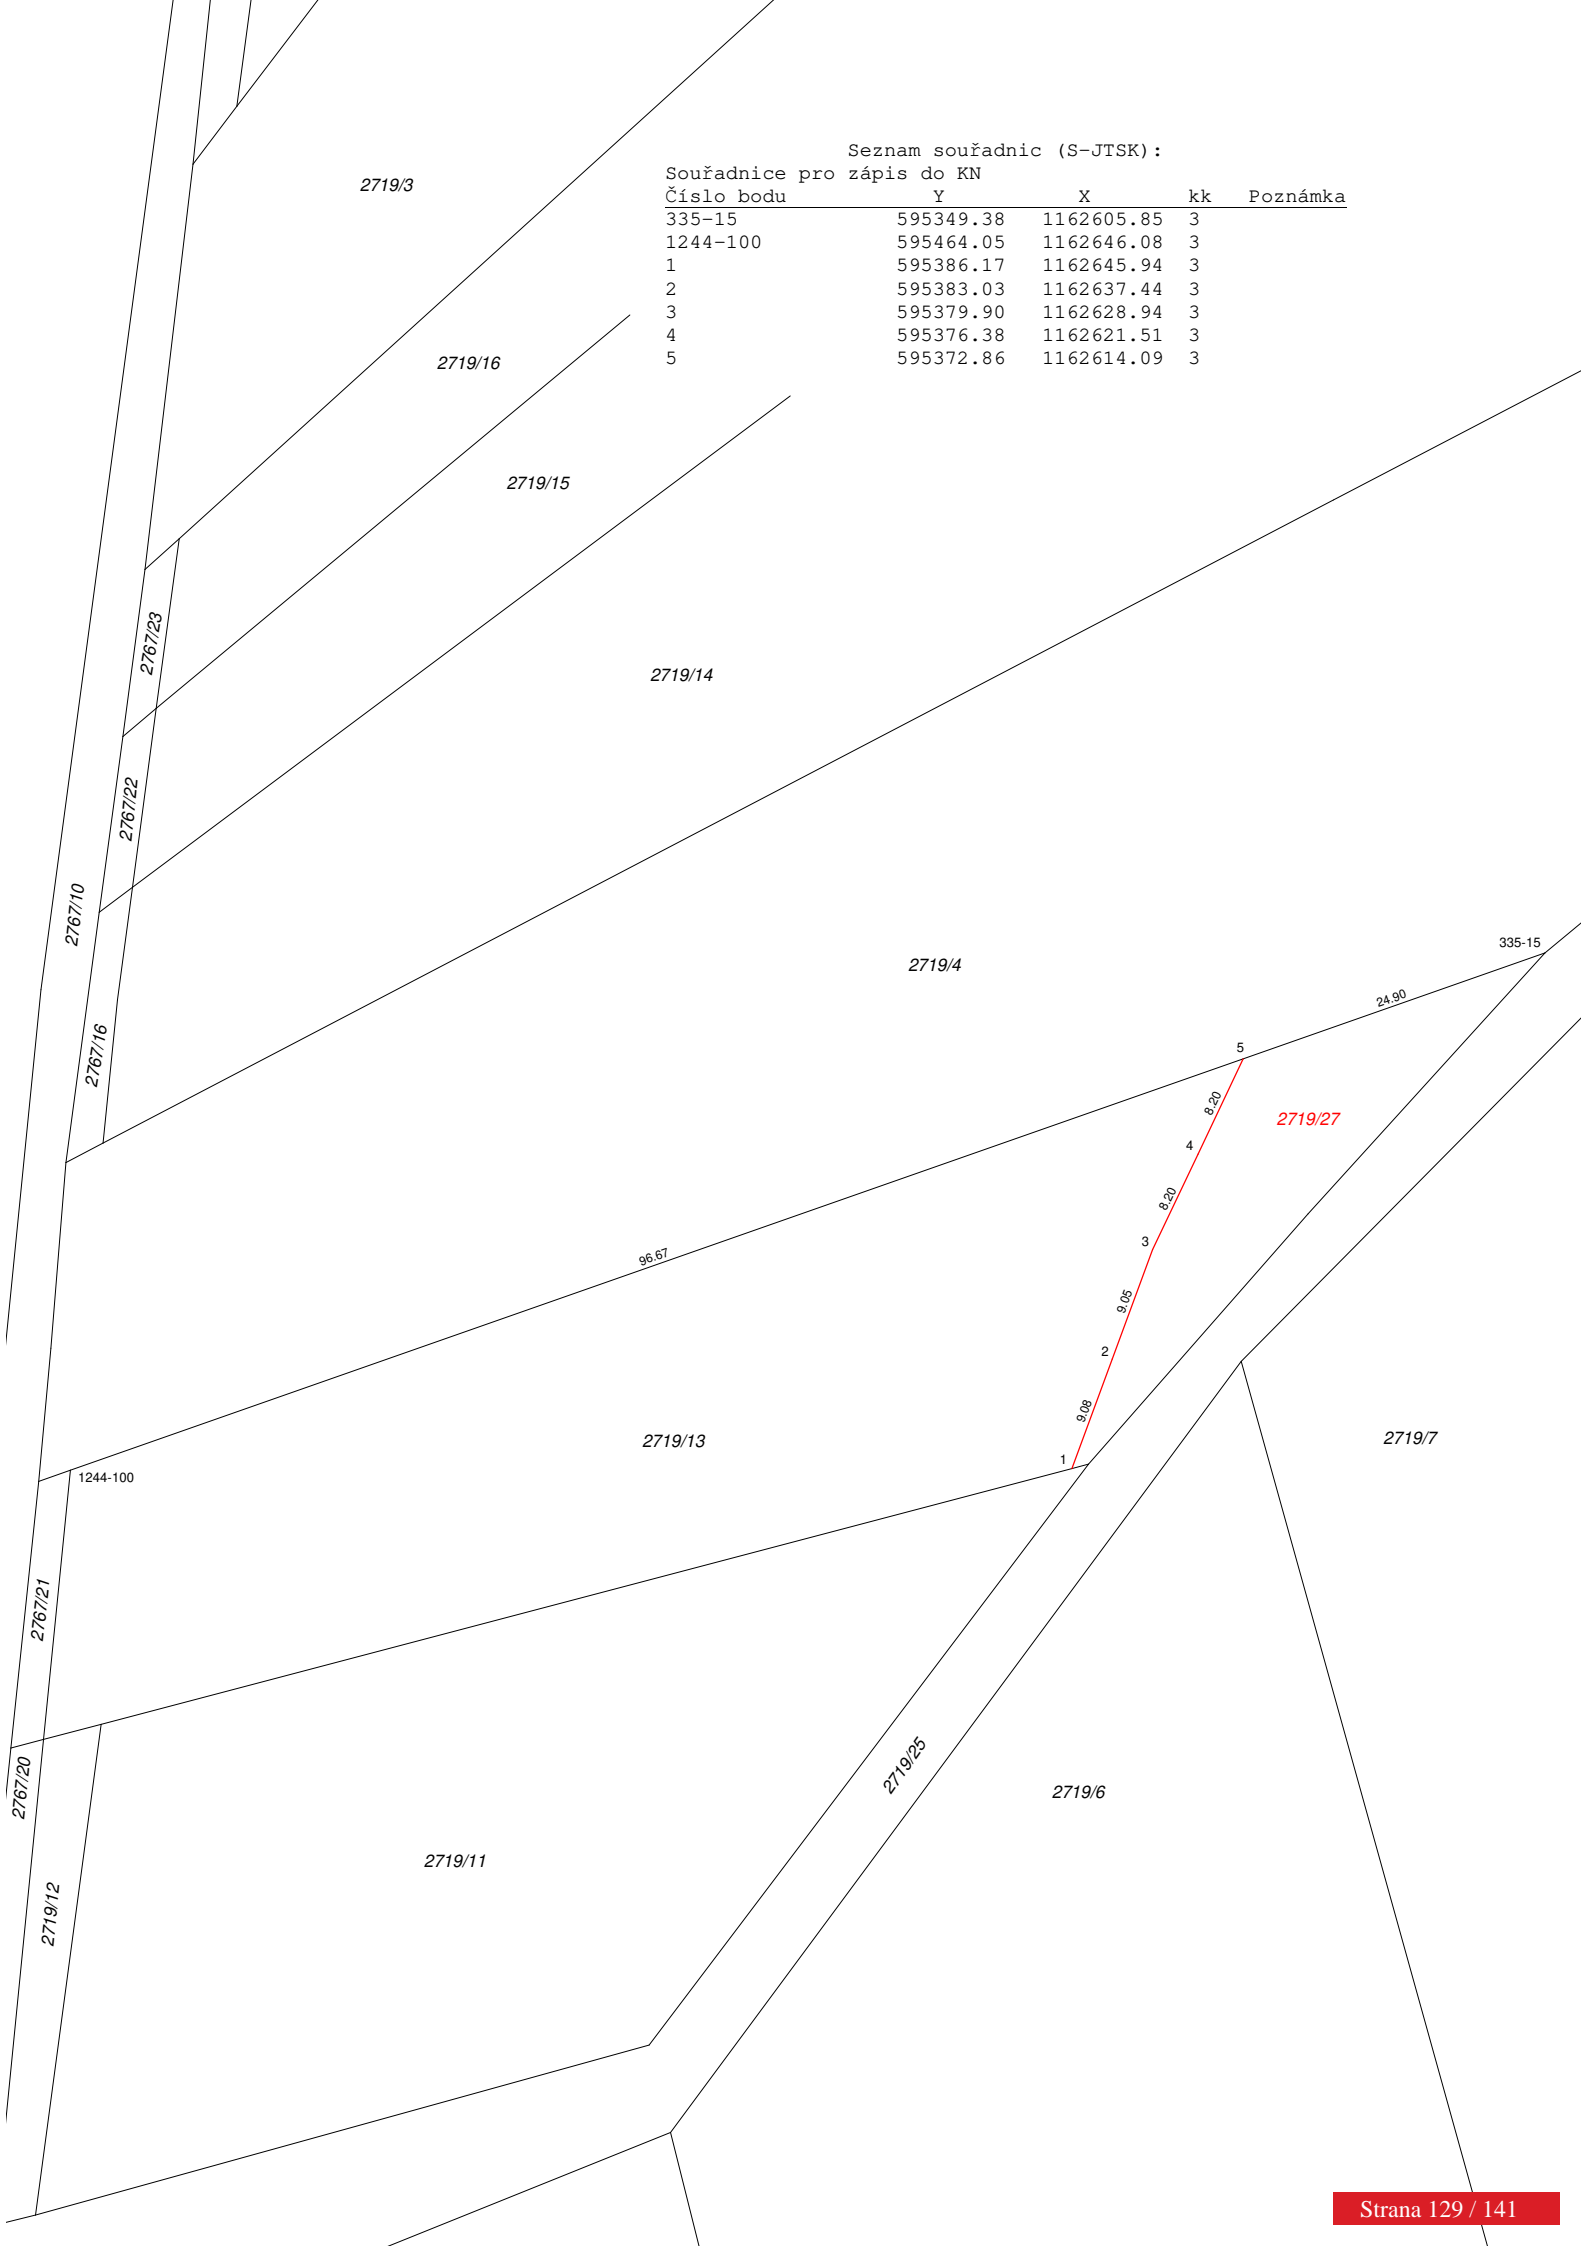 Seznam souřadnic (S-JTSK):
Souřadnice pro zápis do KN
Číslo bodu Y X kk Poznámka
335-15 595349.38 1162605.85 3
1244-100 595464.05 1162646.08 3
1 595386.17 1162645.94 3
2 595383.03 1162637.44 3
3 595379.90 1162628.94 3
4 595376.38 1162621.51 3
5 595372.86 1162614.09 3
2719/3
2719/16
2719/15
2767/23
2719/14
2767/22
2767/10
335-15
2719/4
24.90
2767/16
5
8.20
2719/27
4
8.20
3
96.67
9.05
2
9.08
2719/13
2719/7
1
1244-100
2767/21
2719/25
2767/20
2719/6
2719/11
2719/12
Strana 129 / 141